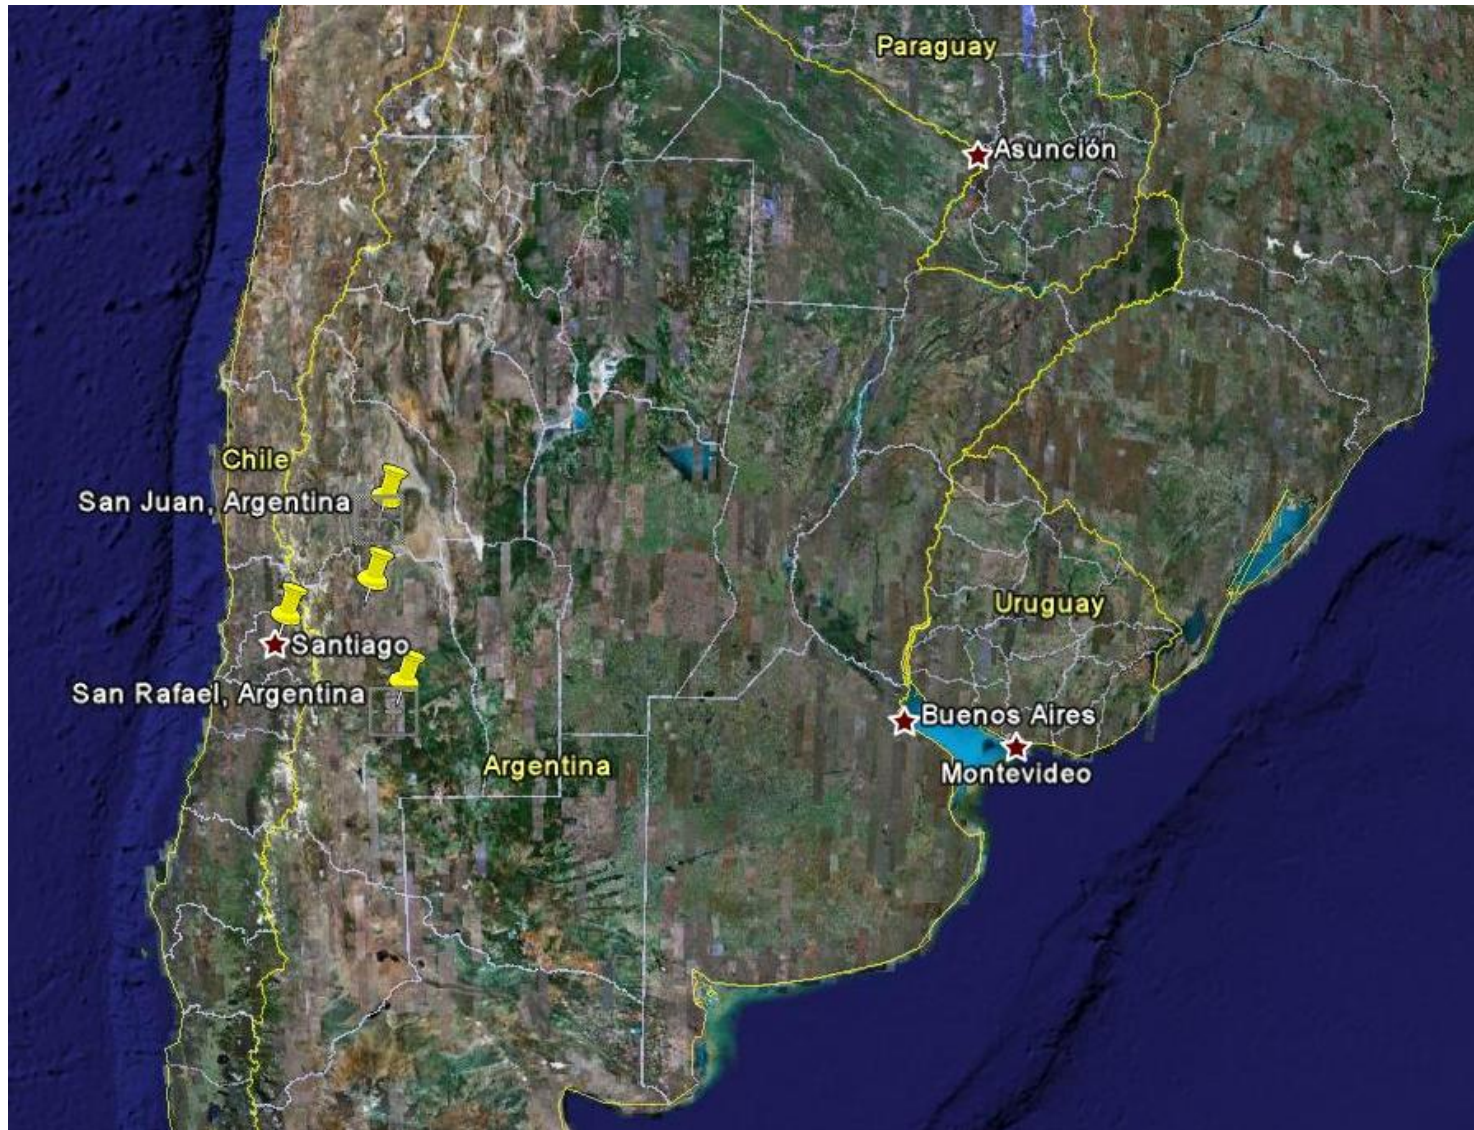 Paraguay
Asunción
Chile
San Juan, Argentina
Uruguay
Santiago
San Rafael, Argentina
Buenos Aires
Argentina
Montevideo